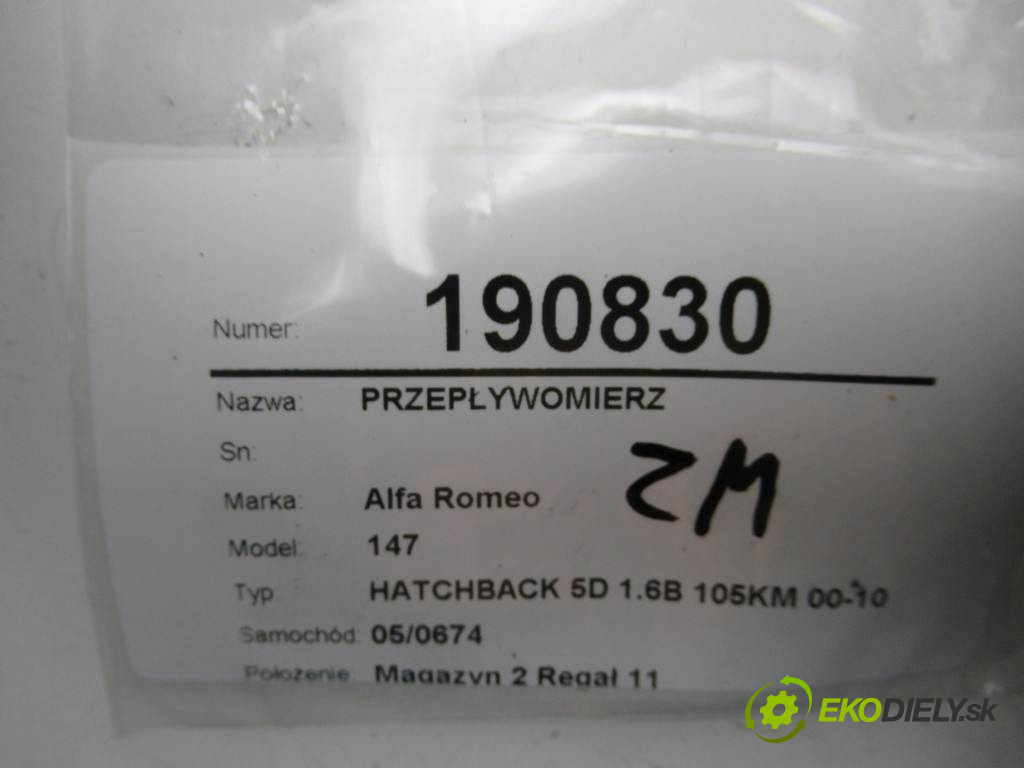 Numer: 190830
Nazwa: PRZEPŁYWOMIERZ
Sn:
ZM
Marka: Alfa Romeo
Model: 147
Typ HATCHBACK 5D 1.6B 105KM 00-10
Samochód: 05/0674
Położenie: Magazyn 2 Regał 11
EKODIELY.sk